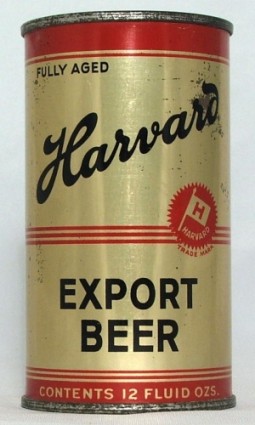 FULLY AGED
Harvard
H
HARVARD
TRADE MARK
EXPORT
BEER
CONTENTS 12 FLUID OZS.